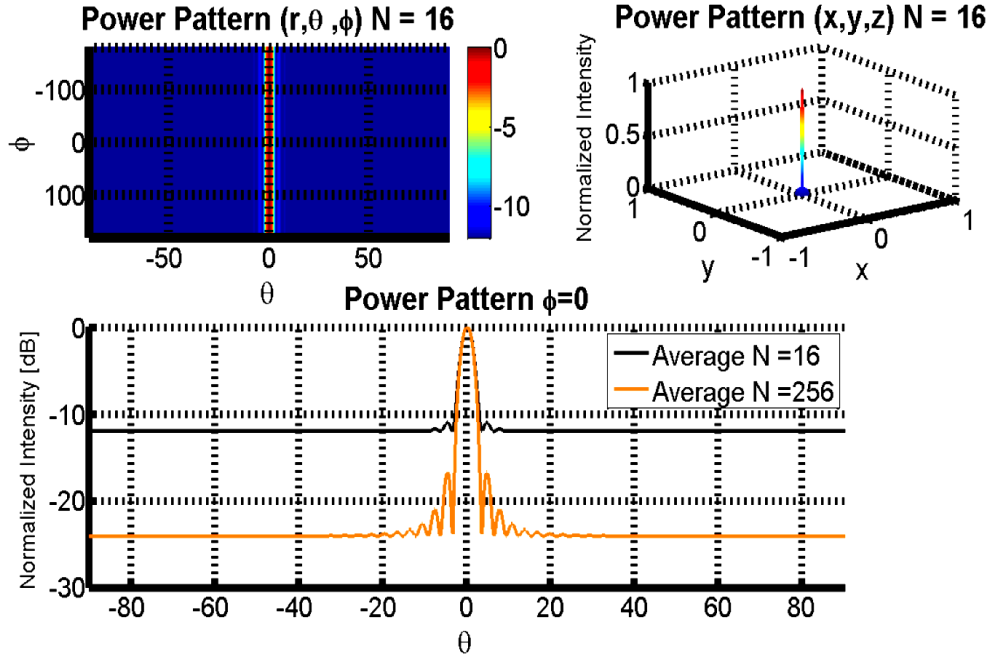 Power Pattern (r,θ ,ϕ) N = 16
ϕ
-100
0
100
-50
0
50
θ
0
-5
-10
Power Pattern (x,y,z) N = 16
Normalized Intensity
1
0.5
0
1
0
-1
y
-1
0
1
x
Power Pattern ϕ=0
Normalized Intensity [dB]
0
-10
-20
-30
-80
-60
-40
-20
0
20
40
60
80
θ
Average N =16
Average N =256